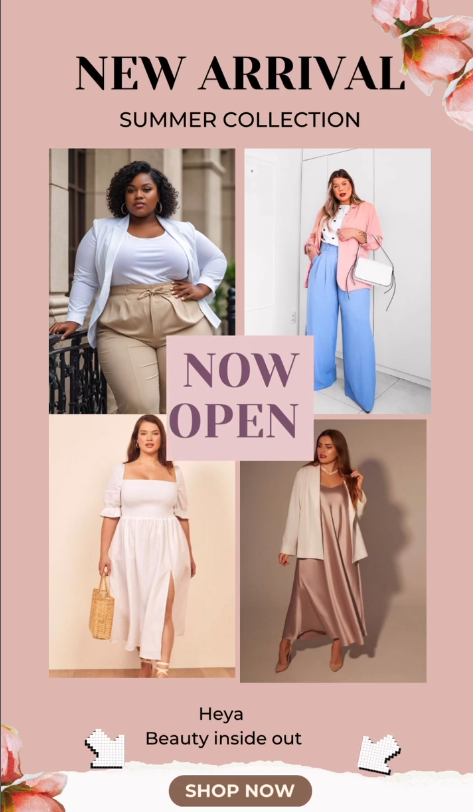 NEW ARRIVAL
SUMMER COLLECTION
NOW
OPEN
Heya
Beauty inside out
SHOP NOW